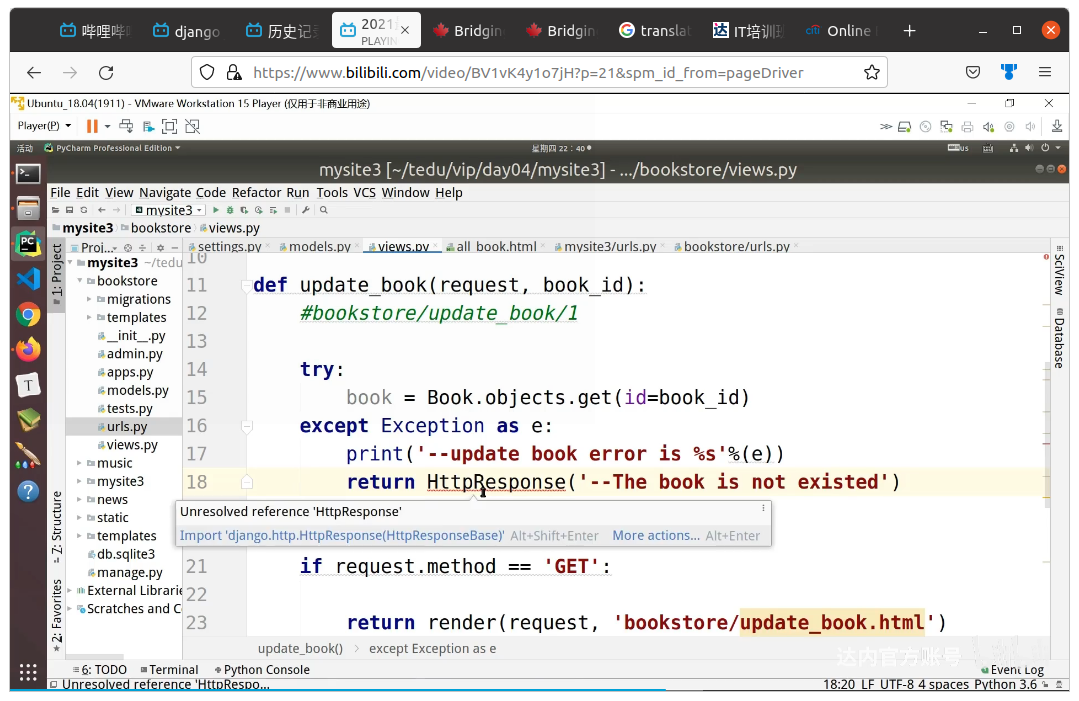 哔哩哔哩
django
历史记录
2021
PLAYIN
Bridgin
Bridgin
translat
IT培训班
Online
https://www.bilibili.com/video/BV1vK4y1o7jH?p=21&spm_id_from=pageDriver
Ubuntu_18.04(1911) - VMware Workstation 15 Player (仅用于非商业用途)
Player(P)
活动 PyCharm Professional Edition 星期四 22：40 us
mysite3 [~/tedu/vip/day04/mysite3] - .../bookstore/views.py
File Edit View Navigate Code Refactor Run Tools VCS Window Help
mysite3
mysite3 bookstore views.py
Proj... settings.py models.py views.py all_book.html mysite3/urls.py bookstore/urls.py
1: Project
Z: Structure
2: Favorites
mysite3 ~/tedu
bookstore
migrations
templates
__init__.py
admin.py
apps.py
models.py
tests.py
urls.py
views.py
music
mysite3
news
static
templates
db.sqlite3
manage.py
External Librarie
Scratches and C
10
11 def update_book(request, book_id):
12 #bookstore/update_book/1
13
14 try:
15 book = Book.objects.get(id=book_id)
16 except Exception as e:
17 print('--update book error is %s'%(e))
18 return HttpResponse('--The book is not existed')
Unresolved reference 'HttpResponse'
Import 'django.http.HttpResponse(HttpResponseBase)' Alt+Shift+Enter More actions... Alt+Enter
21 if request.method == 'GET':
22
23 return render(request, 'bookstore/update_book.html')
SciView
Database
update_book() › except Exception as e
达内官方账号
6: TODO Terminal Python Console Event Log
Unresolved reference 'HttpRespo... 18:20 LF UTF-8 4 spaces Python 3.6